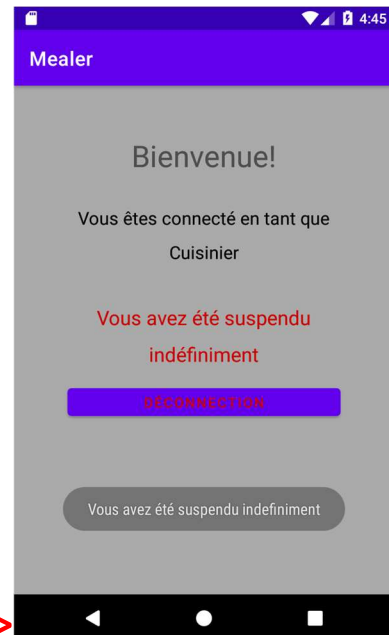 4:45
Mealer
Bienvenue!
Vous êtes connecté en tant que
Cuisinier
Vous avez été suspendu
indéfiniment
DÉCONNECTION
Vous avez été suspendu indefiniment
>